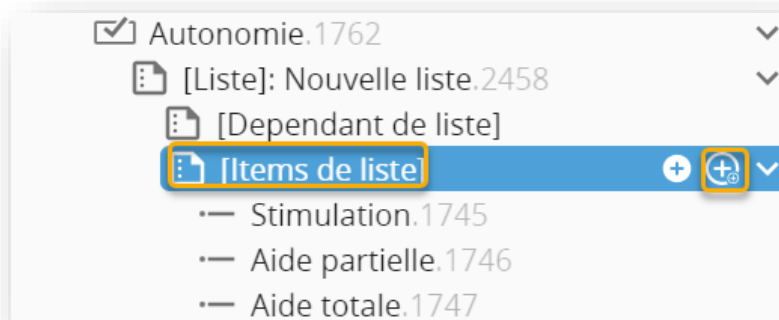 Autonomie.1762
[Liste]: Nouvelle liste.2458
[Dependant de liste]
[Items de liste]
Stimulation.1745
Aide partielle.1746
Aide totale.1747